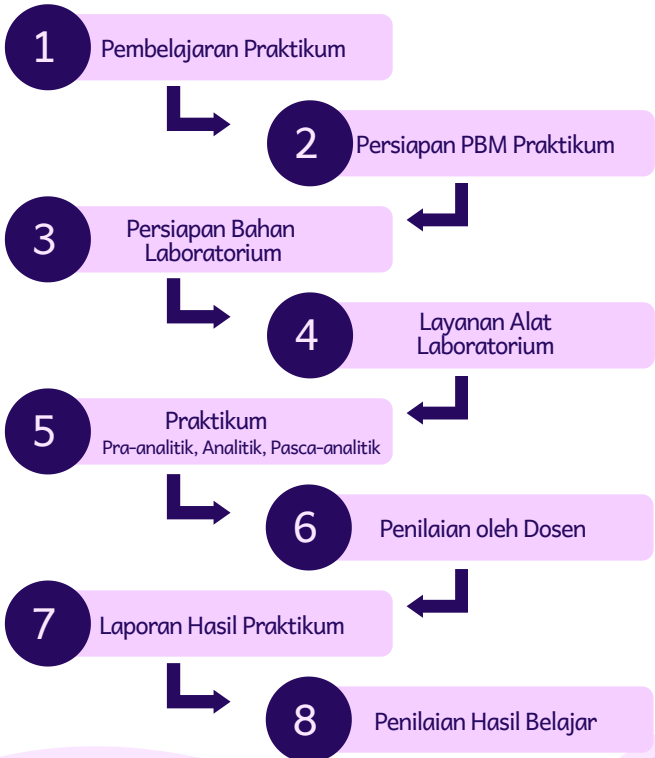 1
Pembelajaran Praktikum
2
Persiapan PBM Praktikum
3
Persiapan Bahan
Laboratorium
4
Layanan Alat
Laboratorium
5
Praktikum
Pra-analitik, Analitik, Pasca-analitik
6
Penilaian oleh Dosen
7
Laporan Hasil Praktikum
8
Penilaian Hasil Belajar